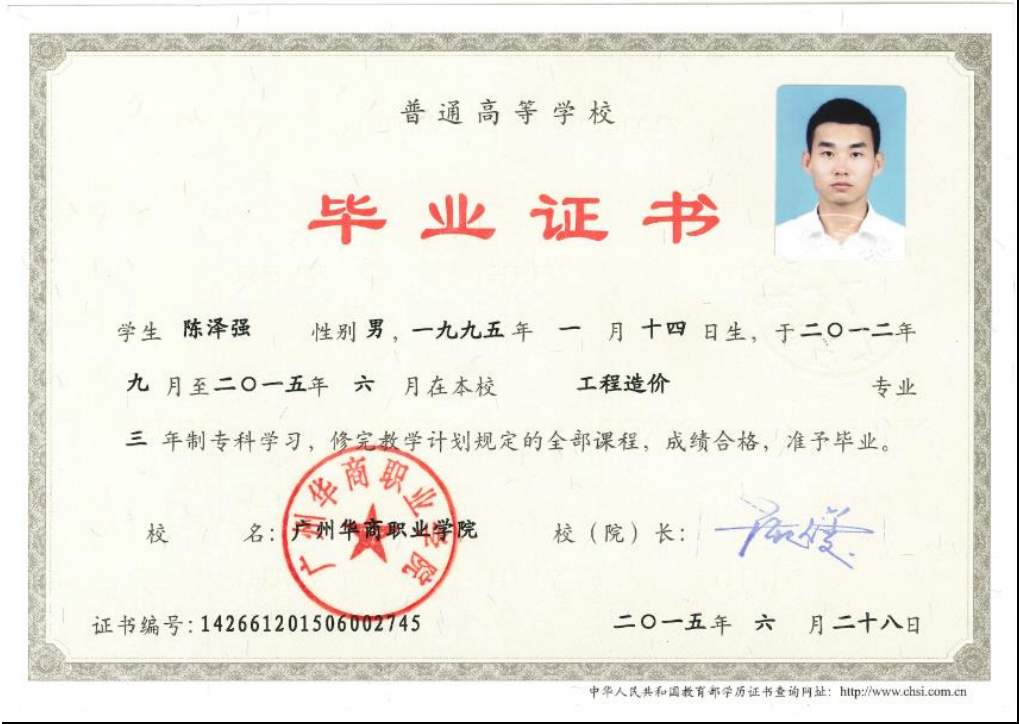 普通高等学校
毕业证书
学生 陈泽强 性别 男，一九九五 年 一 月 十四 日生，于二〇一二年
九 月至二〇一五年 六 月在本校 工程造价 专业
三 年制专科学习，修完教学计划规定的全部课程，成绩合格，准予毕业。
广州华商职业学院
校 名：广州华商职业学院 校（院）长：
证书编号：142661201506002745 二〇一五年 六 月二十八日
中华人民共和国教育部学历证书查询网址：http://www.chsi.com.cn